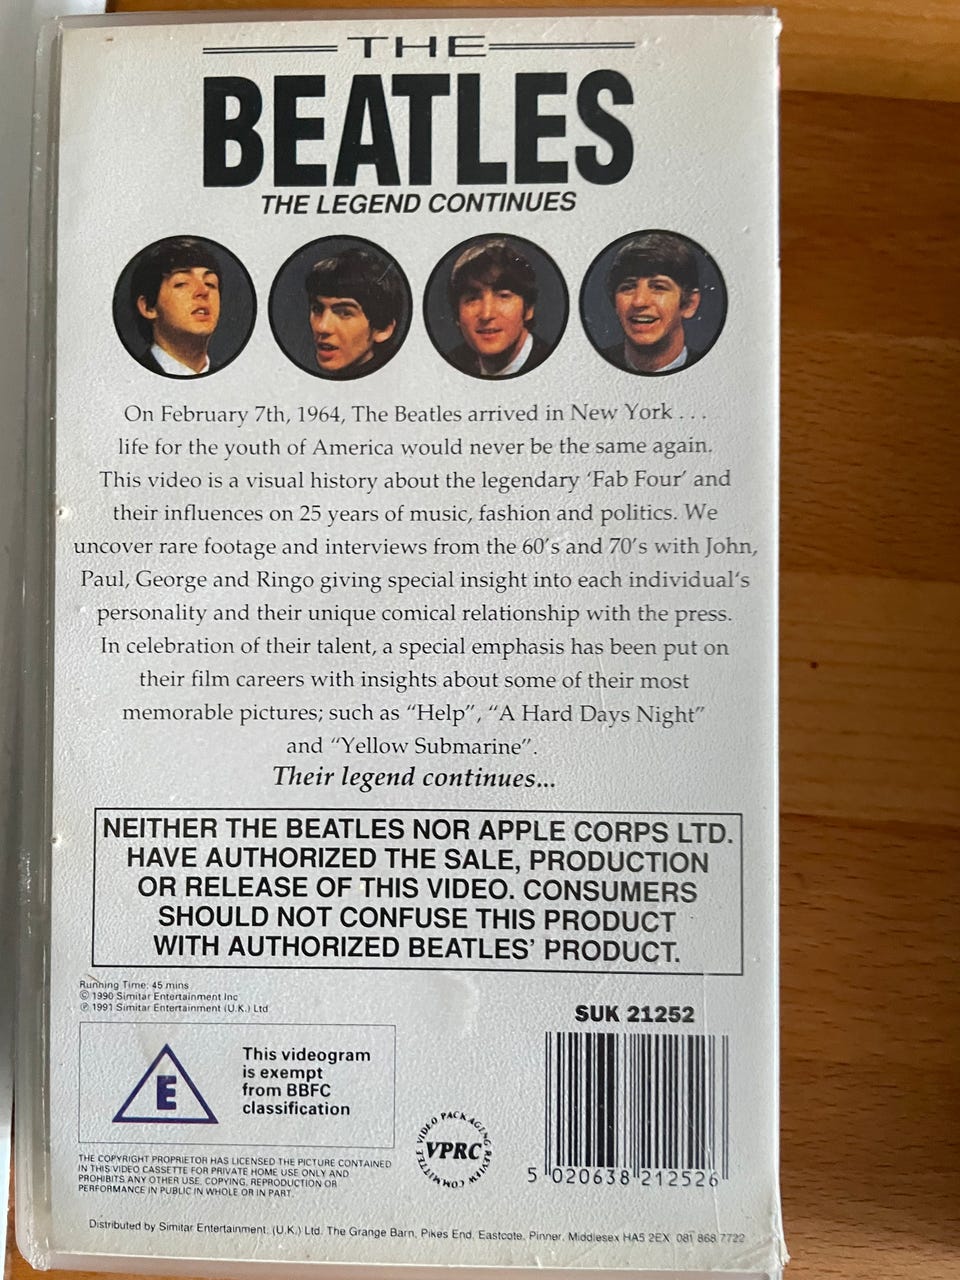 THE
BEATLES
THE LEGEND CONTINUES
On February 7th, 1964, The Beatles arrived in New York . . .
life for the youth of America would never be the same again.
This video is a visual history about the legendary ‘Fab Four’ and
their influences on 25 years of music, fashion and politics. We
uncover rare footage and interviews from the 60’s and 70’s with John,
Paul, George and Ringo giving special insight into each individual‘s
personality and their unique comical relationship with the press.
In celebration of their talent, a special emphasis has been put on
their film careers with insights about some of their most
memorable pictures; such as “Help”, “A Hard Days Night”
and “Yellow Submarine”.
Their legend continues...
NEITHER THE BEATLES NOR APPLE CORPS LTD.
HAVE AUTHORIZED THE SALE, PRODUCTION
OR RELEASE OF THIS VIDEO. CONSUMERS
SHOULD NOT CONFUSE THIS PRODUCT
WITH AUTHORIZED BEATLES’ PRODUCT.
Running Time: 45 mins
© 1990 Simitar Entertainment Inc
℗ 1991 Simitar Entertainment (U.K.) Ltd
SUK 21252
E
This videogram
is exempt
from BBFC
classification
VIDEO PACKAGING REVIEW COMMITTEE
VPRC
5 020638 212526
THE COPYRIGHT PROPRIETOR HAS LICENSED THE PICTURE CONTAINED
IN THIS VIDEO CASSETTE FOR PRIVATE HOME USE ONLY AND
PROHIBITS ANY OTHER USE, COPYING, REPRODUCTION OR
PERFORMANCE IN PUBLIC IN WHOLE OR IN PART.
Distributed by Simitar Entertainment. (U.K.) Ltd. The Grange Barn, Pikes End, Eastcote, Pinner, Middlesex HA5 2EX 081 868 7722